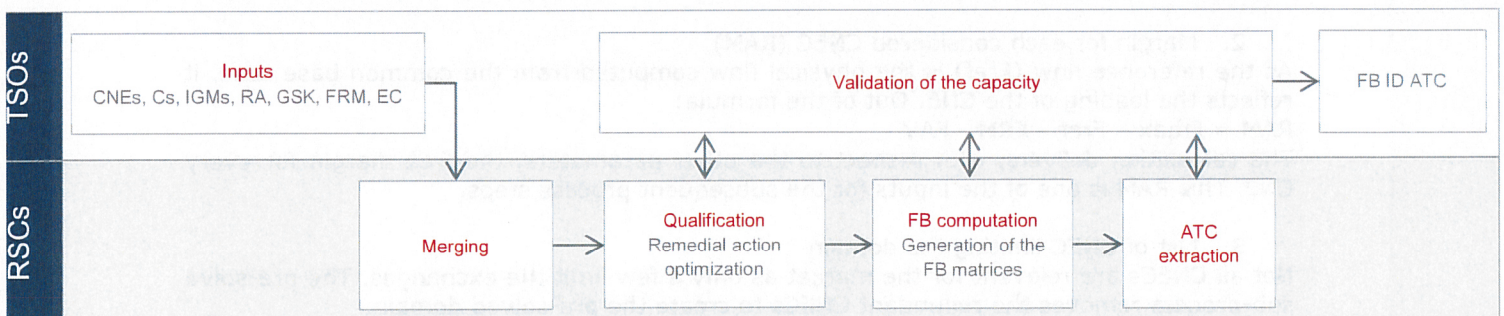 TSOs
Inputs
CNEs, Cs, IGMs, RA, GSK, FRM, EC
Validation of the capacity
FB ID ATC
RSCs
Merging
Qualification
Remedial action
optimization
FB computation
Generation of the
FB matrices
ATC
extraction